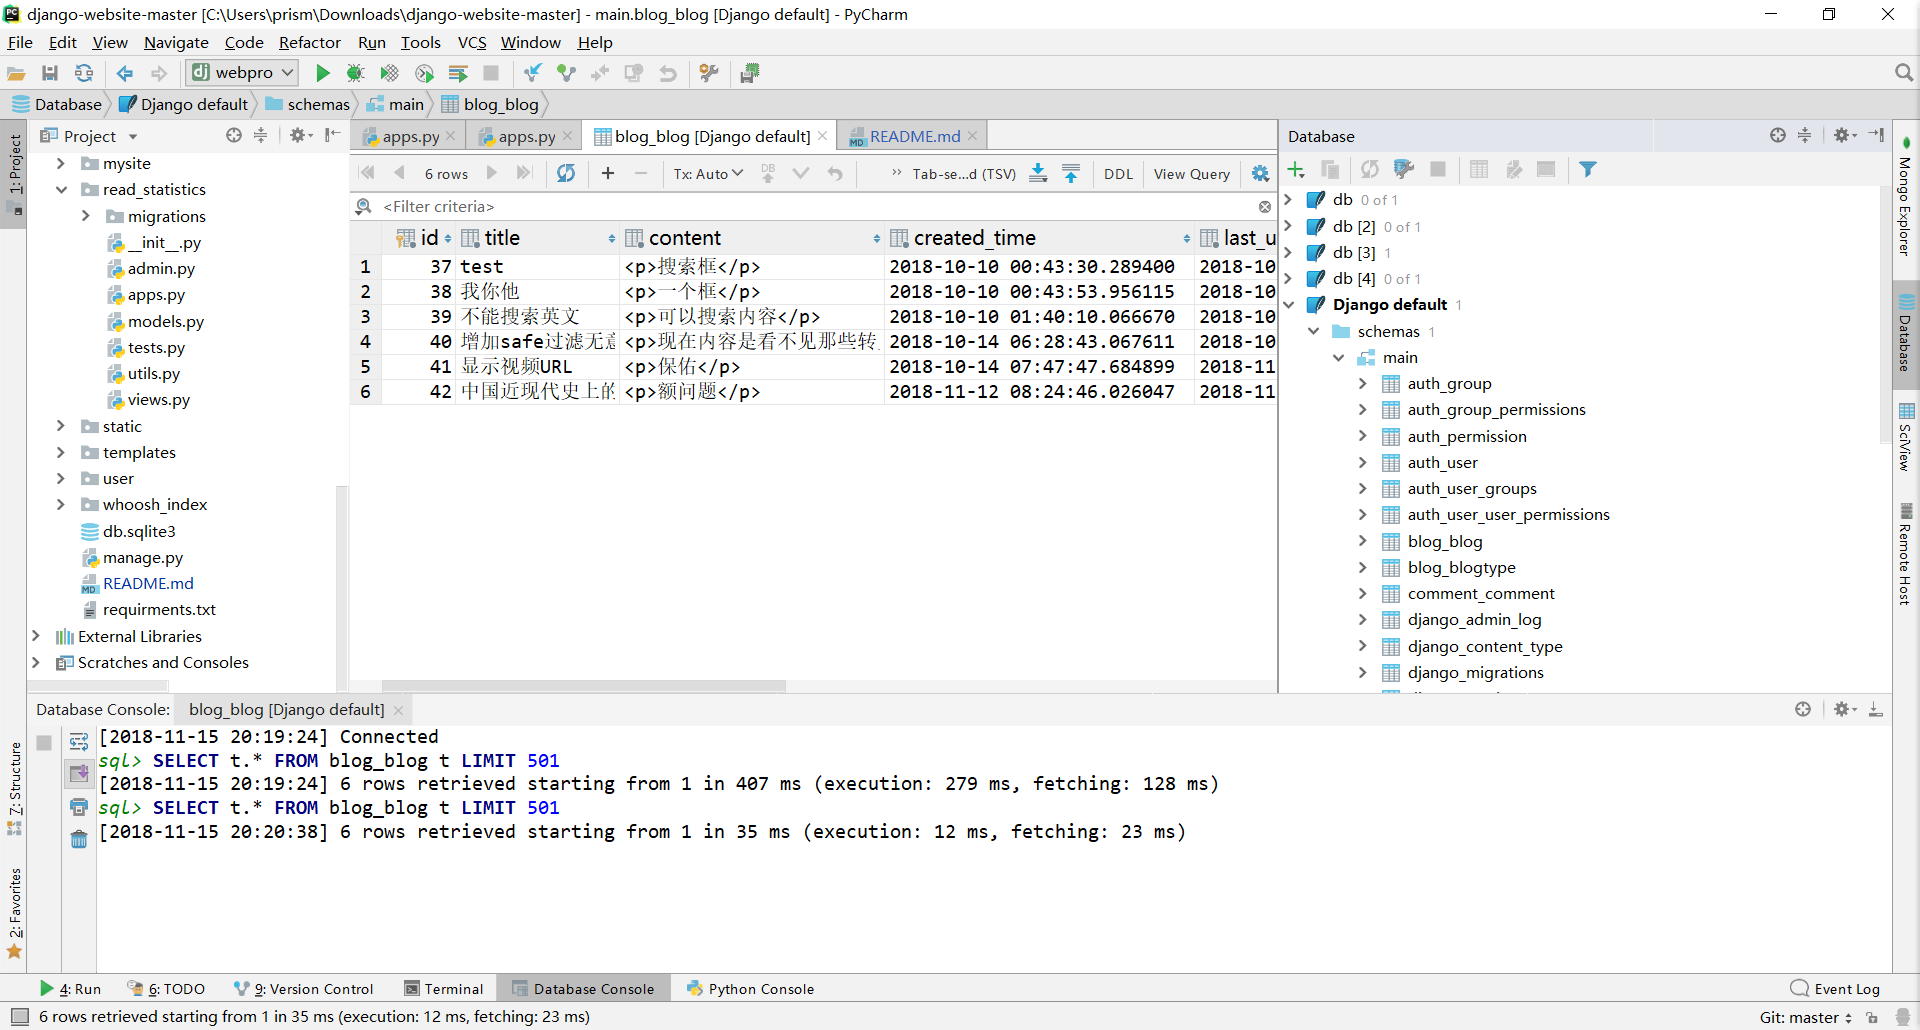 django-website-master [C:\Users\prism\Downloads\django-website-master] - main.blog_blog [Django default] - PyCharm
File Edit View Navigate Code Refactor Run Tools VCS Window Help
dj webpro
Database Django default schemas main blog_blog
1: Project
Project
mysite
read_statistics
migrations
__init__.py
admin.py
apps.py
models.py
tests.py
utils.py
views.py
static
templates
user
whoosh_index
db.sqlite3
manage.py
README.md
requirments.txt
External Libraries
Scratches and Consoles
apps.py apps.py blog_blog [Django default] README.md
6 rows Tx: Auto DB Tab-se...d (TSV) DDL View Query
<Filter criteria>
id title content created_time last_u
1 37 test <p>搜索框</p> 2018-10-10 00:43:30.289400 2018-10
2 38 我你他 <p>一个框</p> 2018-10-10 00:43:53.956115 2018-10
3 39 不能搜索英文 <p>可以搜索内容</p> 2018-10-10 01:40:10.066670 2018-10
4 40 增加safe过滤无意 <p>现在内容是看不见那些转 2018-10-14 06:28:43.067611 2018-10
5 41 显示视频URL <p>保佑</p> 2018-10-14 07:47:47.684899 2018-11
6 42 中国近现代史上的 <p>额问题</p> 2018-11-12 08:24:46.026047 2018-11
Database
db 0 of 1
db [2] 0 of 1
db [3] 1
db [4] 0 of 1
Django default 1
schemas 1
main
auth_group
auth_group_permissions
auth_permission
auth_user
auth_user_groups
auth_user_user_permissions
blog_blog
blog_blogtype
comment_comment
django_admin_log
django_content_type
django_migrations
Mongo Explorer
Database
SciView
Remote Host
Database Console: blog_blog [Django default]
[2018-11-15 20:19:24] Connected
sql> SELECT t.* FROM blog_blog t LIMIT 501
[2018-11-15 20:19:24] 6 rows retrieved starting from 1 in 407 ms (execution: 279 ms, fetching: 128 ms)
sql> SELECT t.* FROM blog_blog t LIMIT 501
[2018-11-15 20:20:38] 6 rows retrieved starting from 1 in 35 ms (execution: 12 ms, fetching: 23 ms)
Z: Structure
2: Favorites
4: Run 6: TODO 9: Version Control Terminal Database Console Python Console Event Log
6 rows retrieved starting from 1 in 35 ms (execution: 12 ms, fetching: 23 ms) Git: master